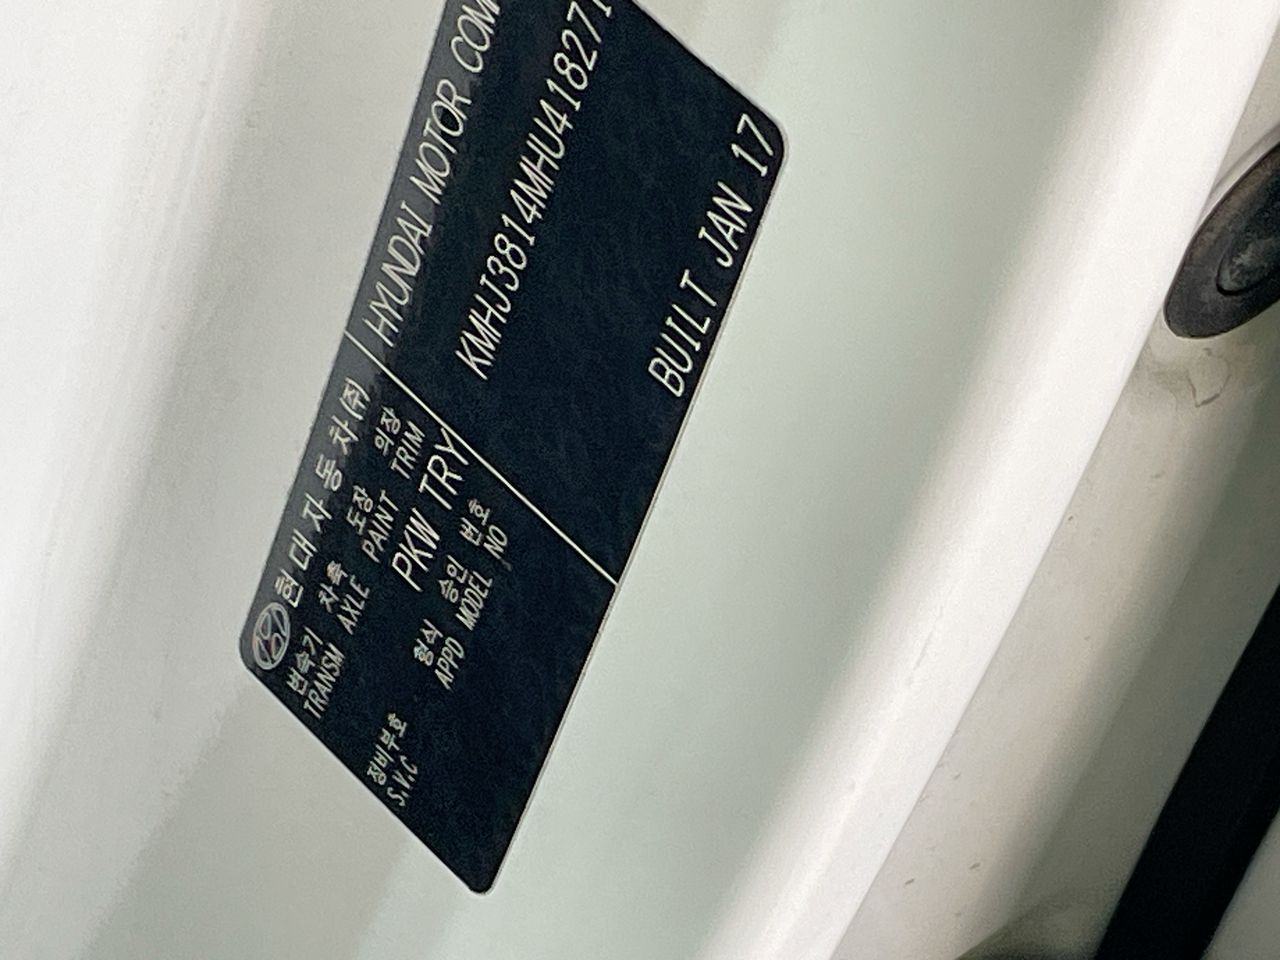 현대자동차(주)
변속기 차축 도장 의장
TRANSM AXLE PAINT TRIM
PKW TRY
형식 승인 번호
APPD MODEL NO
정비부호
S.V.C
HYUNDAI MOTOR COM
KMHJ3814MHU418271
BUILT JAN 17